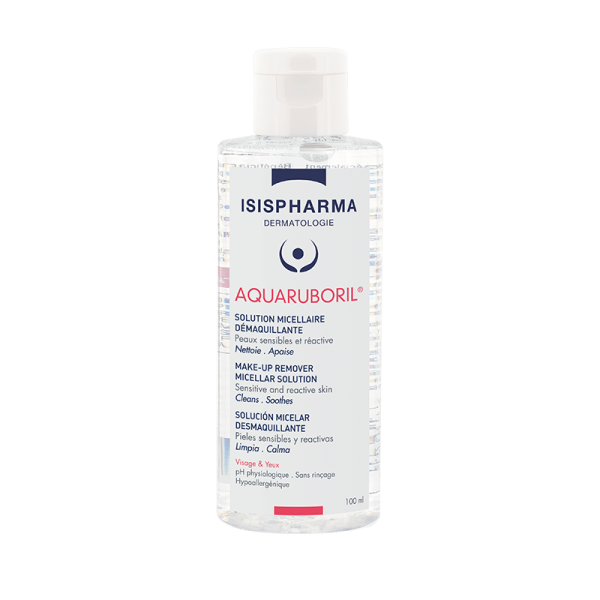 ISISPHARMA
DERMATOLOGIE
AQUARUBORIL®
SOLUTION MICELLAIRE
DÉMAQUILLANTE
Peaux sensibles et réactive
Nettoie . Apaise
MAKE-UP REMOVER
MICELLAR SOLUTION
Sensitive and reactive skin
Cleans . Soothes
SOLUCIÓN MICELAR
DESMAQUILLANTE
Pieles sensibles y reactivas
Limpia . Calma
Visage & Yeux
pH physiologique . Sans rinçage
Hypoallergénique
100 ml